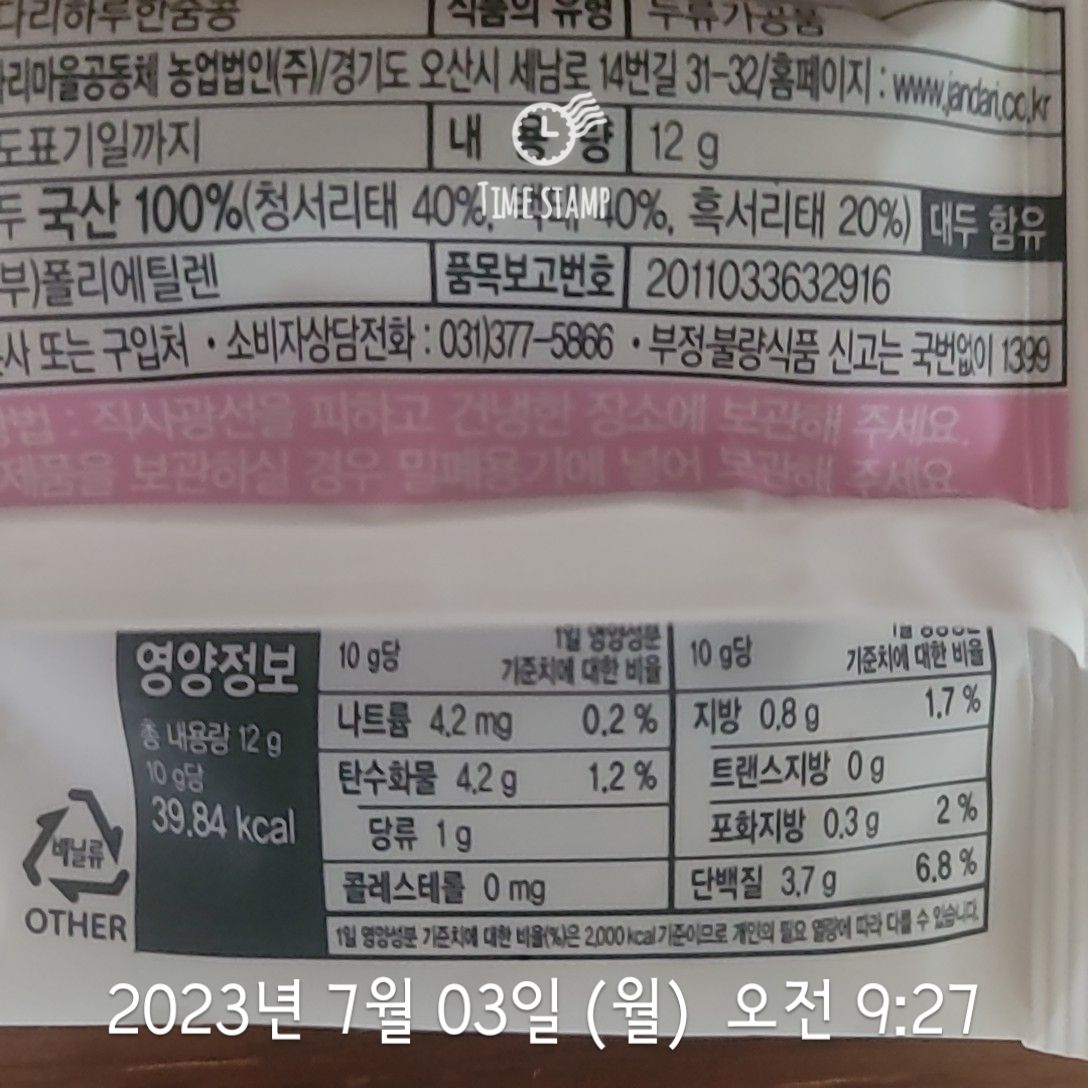 다리하루한줌콩 식품의 유형 두류가공품
리마을공동체 농업법인(주)/경기도 오산시 세남로 14번길 31-32/홈페이지 : www.jandari.co.kr
도표기일까지 내 용 량 12 g
TIME STAMP
두 국산 100%(청서리태 40%, 0%, 흑서리태 20%) 대두 함유
부)폴리에틸렌 품목보고번호 2011033632916
사 또는 구입처 • 소비자상담전화 : 031)377-5866 • 부정·불량식품 신고는 국번없이 1399
방법 : 직사광선을 피하고 건냉한 장소에 보관해 주세요.
제품을 보관하실 경우 밀폐용기에 넣어 보관해 주세요.
영양정보
총 내용량 12 g
10 g당
39.84 kcal
10 g당 1일 영양성분 기준치에 대한 비율
나트륨 4.2 mg 0.2 %
탄수화물 4.2 g 1.2 %
당류 1 g
콜레스테롤 0 mg
10 g당 1일 영양성분 기준치에 대한 비율
지방 0.8 g 1.7 %
트랜스지방 0 g
포화지방 0.3 g 2 %
단백질 3.7 g 6.8 %
1일 영양성분 기준치에 대한 비율(%)은 2,000 kcal 기준이므로 개인의 필요 열량에 따라 다를 수 있습니다.
비닐류
OTHER
2023년 7월 03일 (월) 오전 9:27